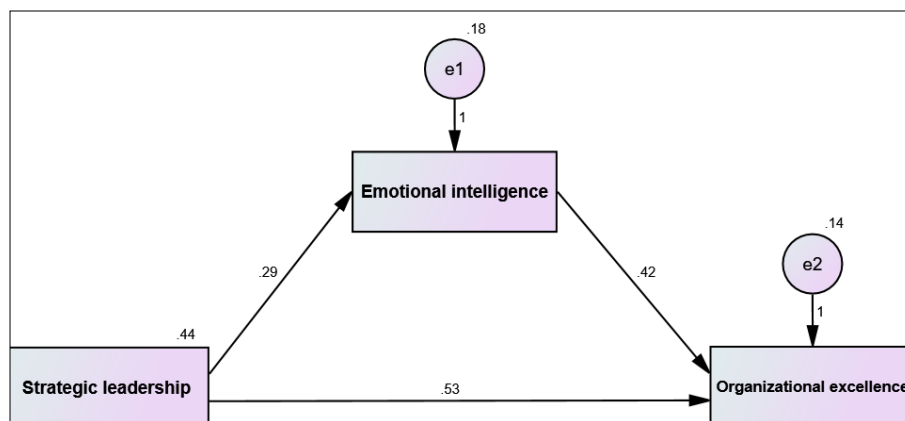 .18
e1
1
Emotional intelligence
.14
e2
.29
.42
1
.44
Strategic leadership
.53
Organizational excellence